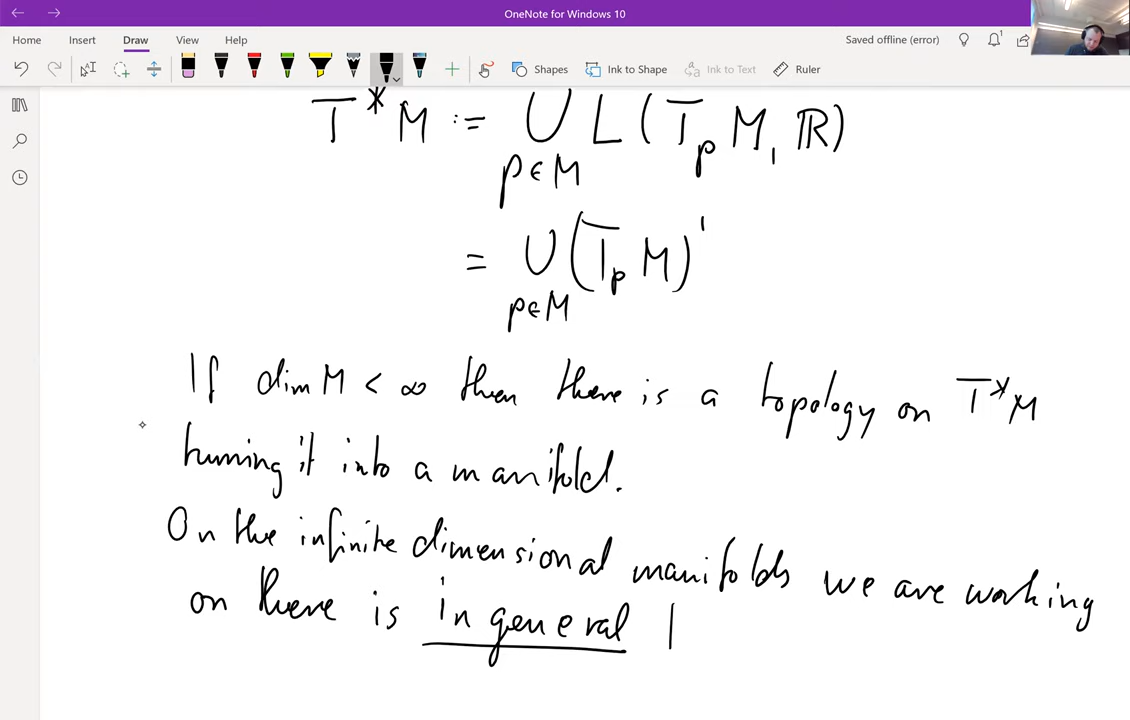 OneNote for Windows 10
Home Insert Draw View Help Saved offline (error)
Shapes Ink to Shape Ink to Text Ruler
T*M := ∪ L(T_p M, ℝ)
p∈M
= ∪ (T_p M)'
p∈M
If dim M < ∞ then there is a topology on T*M
turning it into a manifold.
On the infinite dimensional manifolds we are working
on there is in general